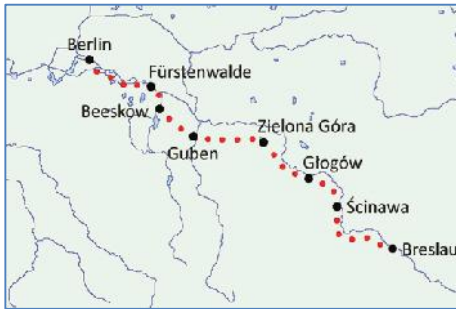 Berlin
Fürstenwalde
Beeskow
Zielona Góra
Guben
Głogów
Ścinawa
Breslau